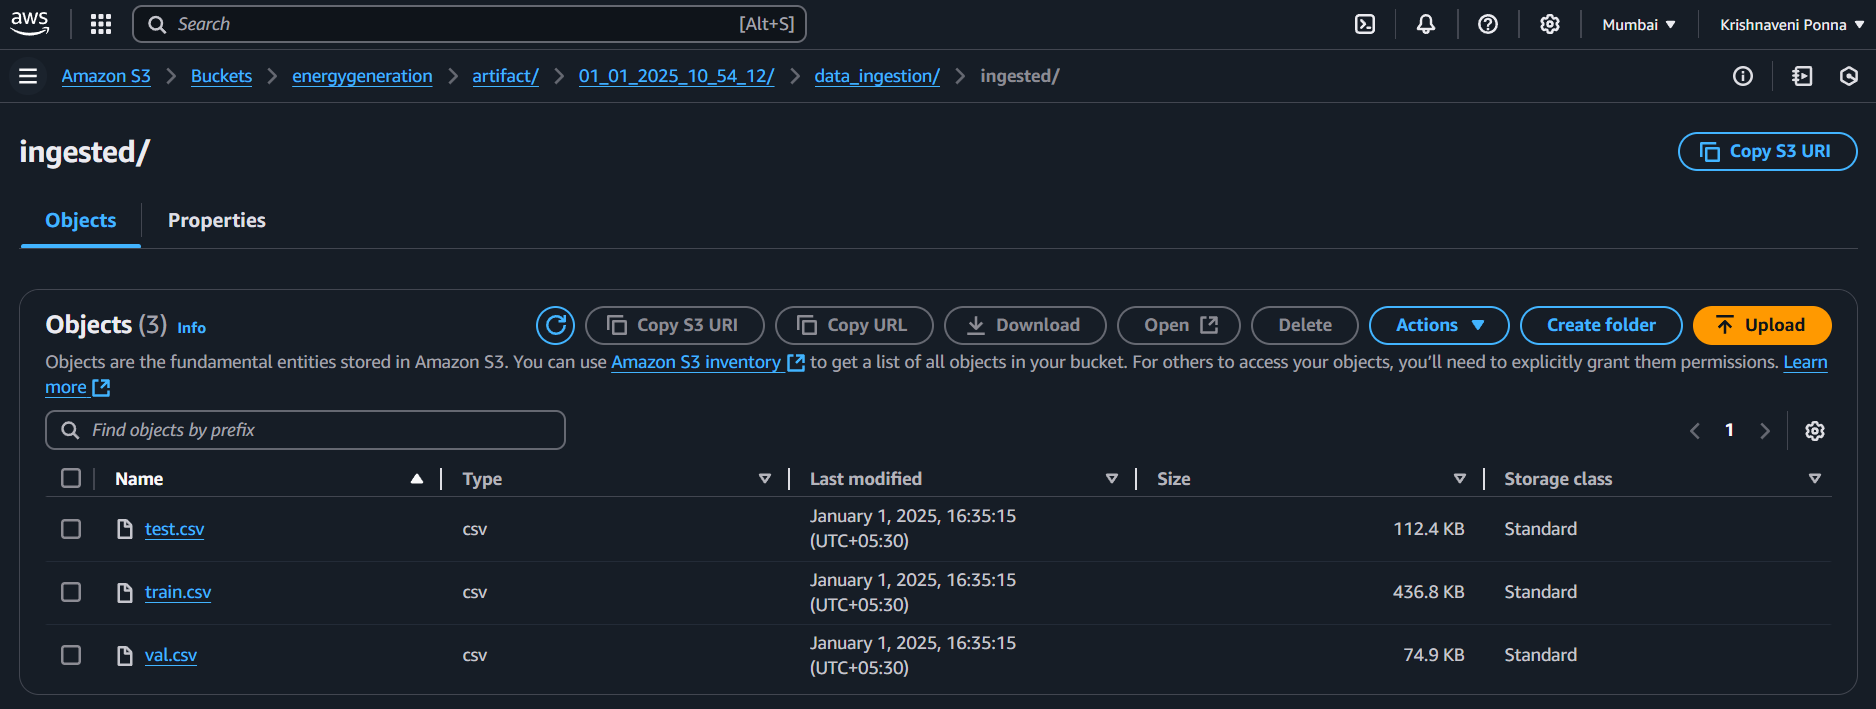 aws Search [Alt+S] Mumbai Krishnaveni Ponna
Amazon S3 Buckets energygeneration artifact/ 01_01_2025_10_54_12/ data_ingestion/ ingested/
ingested/
Copy S3 URI
Objects Properties
Objects (3) Info Copy S3 URI Copy URL Download Open Delete Actions Create folder Upload
Objects are the fundamental entities stored in Amazon S3. You can use Amazon S3 inventory to get a list of all objects in your bucket. For others to access your objects, you’ll need to explicitly grant them permissions. Learn
more
Find objects by prefix 1
Name Type Last modified Size Storage class
test.csv csv January 1, 2025, 16:35:15 (UTC+05:30) 112.4 KB Standard
train.csv csv January 1, 2025, 16:35:15 (UTC+05:30) 436.8 KB Standard
val.csv csv January 1, 2025, 16:35:15 (UTC+05:30) 74.9 KB Standard